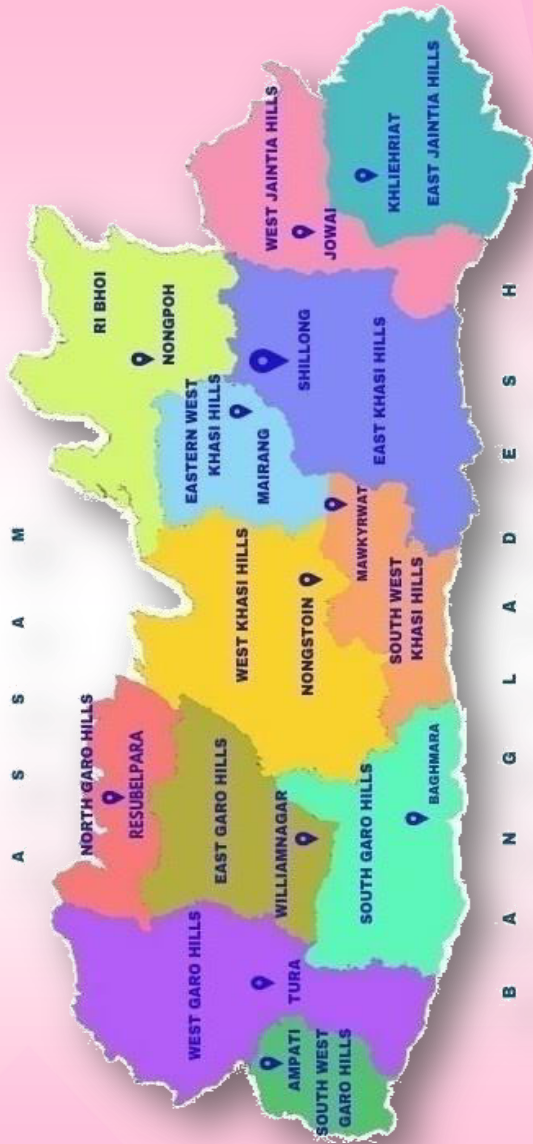 A S S A M
NORTH GARO HILLS
RESUBELPARA
RI BHOI
NONGPOH
WEST GARO HILLS
TURA
EAST GARO HILLS
WILLIAMNAGAR
WEST KHASI HILLS
NONGSTOIN
EASTERN WEST
KHASI HILLS
MAIRANG
SHILLONG
EAST KHASI HILLS
WEST JAINTIA HILLS
JOWAI
KHLIEHRIAT
EAST JAINTIA HILLS
AMPATI
SOUTH WEST
GARO HILLS
SOUTH GARO HILLS
BAGHMARA
MAWKYRWAT
SOUTH WEST
KHASI HILLS
B A N G L A D E S H